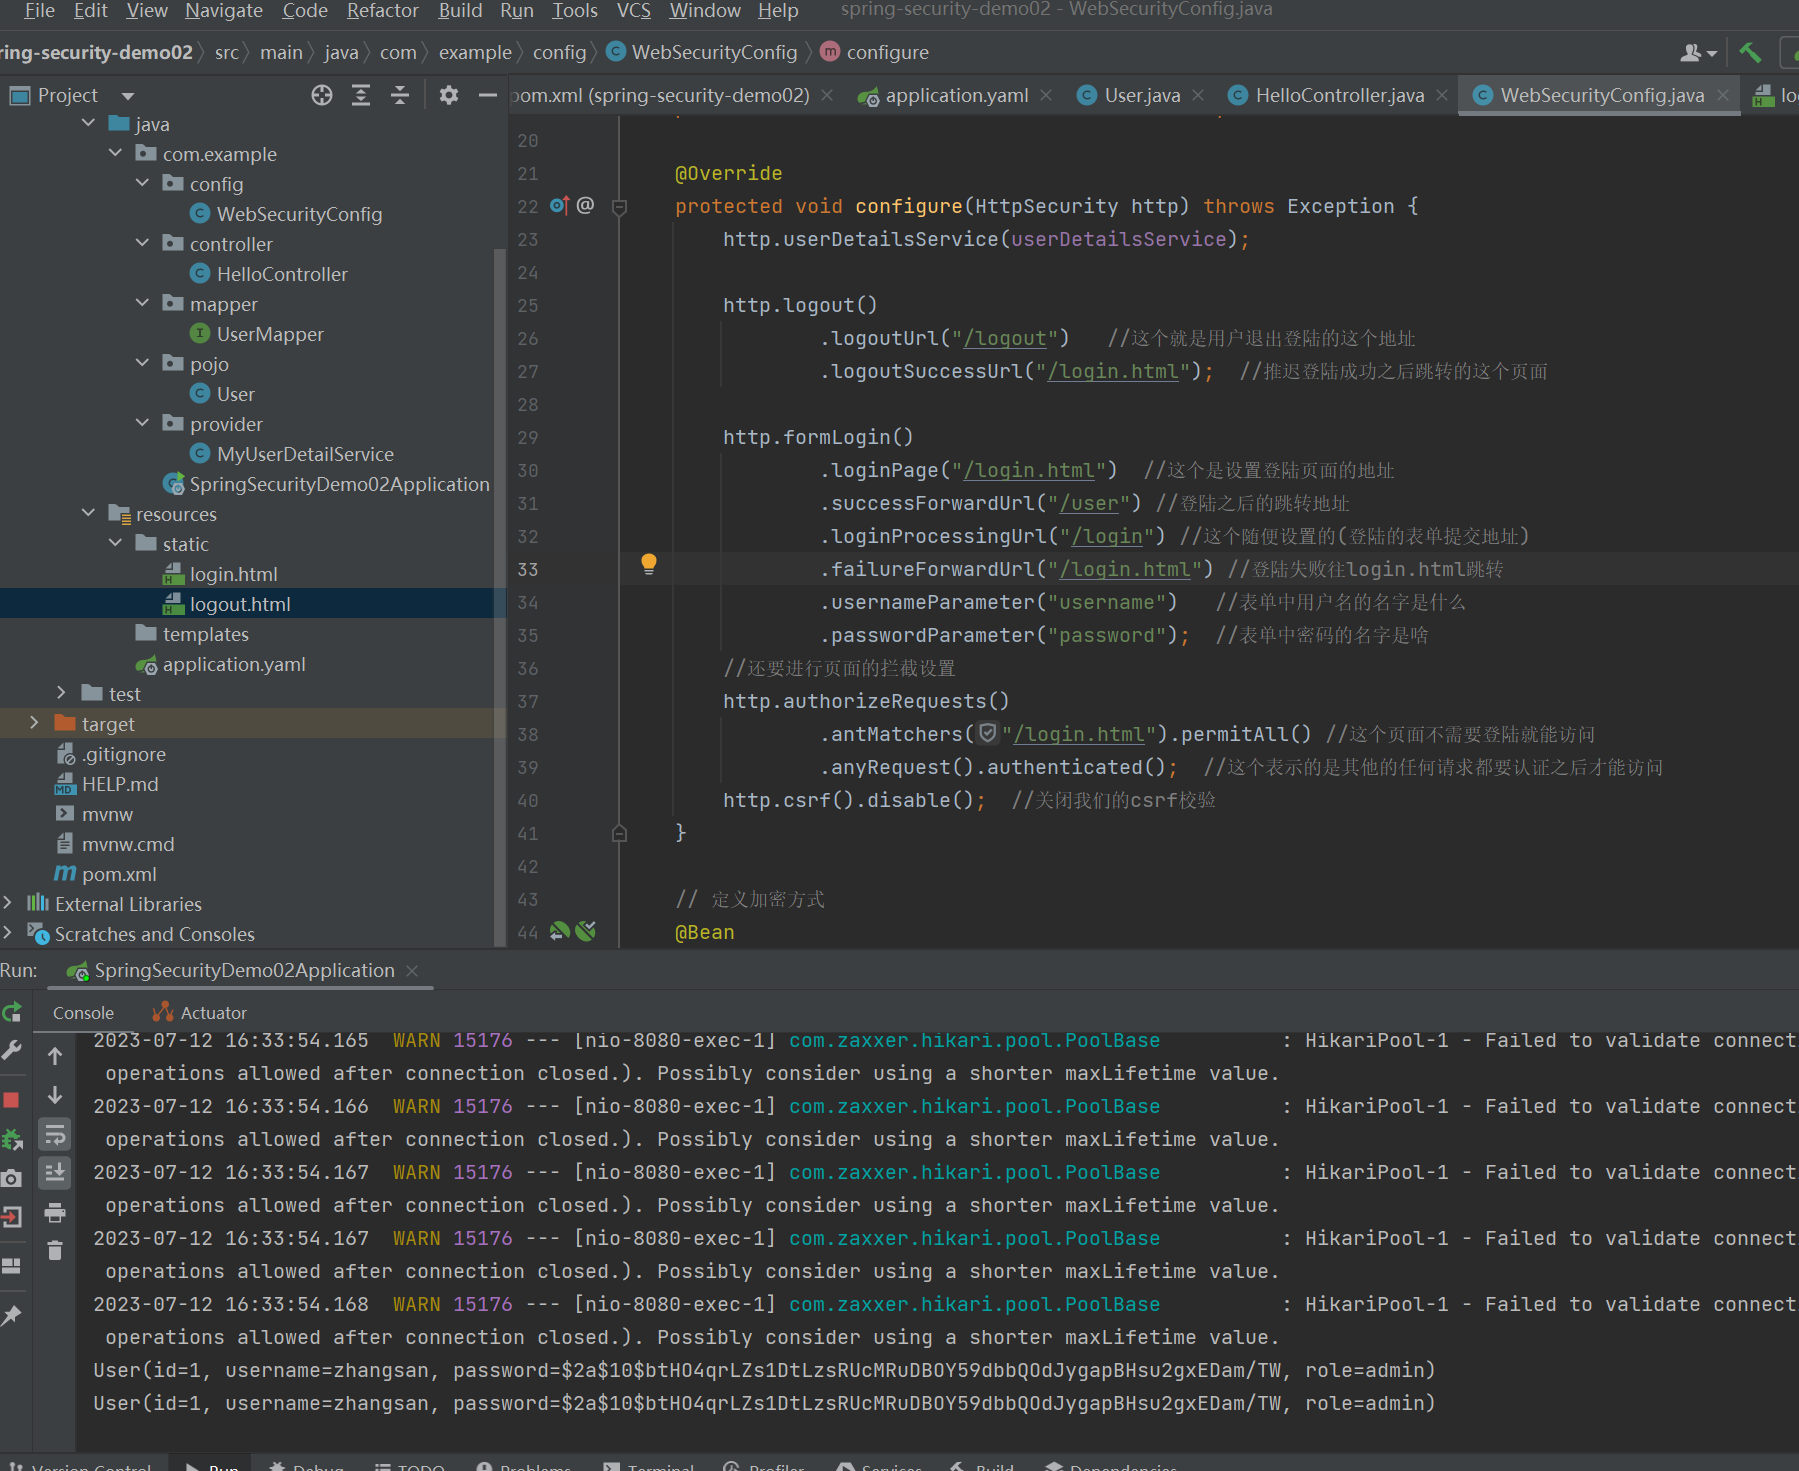 File Edit View Navigate Code Refactor Build Run Tools VCS Window Help spring-security-demo02 - WebSecurityConfig.java
ring-security-demo02 src main java com example config WebSecurityConfig configure
Project
pom.xml (spring-security-demo02) application.yaml User.java HelloController.java WebSecurityConfig.java
java
com.example
config
WebSecurityConfig
controller
HelloController
mapper
UserMapper
pojo
User
provider
MyUserDetailService
SpringSecurityDemo02Application
resources
static
login.html
logout.html
templates
application.yaml
test
target
.gitignore
HELP.md
mvnw
mvnw.cmd
pom.xml
External Libraries
Scratches and Consoles
20
21 @Override
22 protected void configure(HttpSecurity http) throws Exception {
23 http.userDetailsService(userDetailsService);
24
25 http.logout()
26 .logoutUrl("/logout") //这个就是用户退出登陆的这个地址
27 .logoutSuccessUrl("/login.html"); //推迟登陆成功之后跳转的这个页面
28
29 http.formLogin()
30 .loginPage("/login.html") //这个是设置登陆页面的地址
31 .successForwardUrl("/user") //登陆之后的跳转地址
32 .loginProcessingUrl("/login") //这个随便设置的(登陆的表单提交地址)
33 .failureForwardUrl("/login.html") //登陆失败往login.html跳转
34 .usernameParameter("username") //表单中用户名的名字是什么
35 .passwordParameter("password"); //表单中密码的名字是啥
36 //还要进行页面的拦截设置
37 http.authorizeRequests()
38 .antMatchers("/login.html").permitAll() //这个页面不需要登陆就能访问
39 .anyRequest().authenticated(); //这个表示的是其他的任何请求都要认证之后才能访问
40 http.csrf().disable(); //关闭我们的csrf校验
41 }
42
43 // 定义加密方式
44 @Bean
Run: SpringSecurityDemo02Application
Console Actuator
2023-07-12 16:33:54.165 WARN 15176 --- [nio-8080-exec-1] com.zaxxer.hikari.pool.PoolBase : HikariPool-1 - Failed to validate connecti
operations allowed after connection closed.). Possibly consider using a shorter maxLifetime value.
2023-07-12 16:33:54.166 WARN 15176 --- [nio-8080-exec-1] com.zaxxer.hikari.pool.PoolBase : HikariPool-1 - Failed to validate connecti
operations allowed after connection closed.). Possibly consider using a shorter maxLifetime value.
2023-07-12 16:33:54.167 WARN 15176 --- [nio-8080-exec-1] com.zaxxer.hikari.pool.PoolBase : HikariPool-1 - Failed to validate connecti
operations allowed after connection closed.). Possibly consider using a shorter maxLifetime value.
2023-07-12 16:33:54.167 WARN 15176 --- [nio-8080-exec-1] com.zaxxer.hikari.pool.PoolBase : HikariPool-1 - Failed to validate connecti
operations allowed after connection closed.). Possibly consider using a shorter maxLifetime value.
2023-07-12 16:33:54.168 WARN 15176 --- [nio-8080-exec-1] com.zaxxer.hikari.pool.PoolBase : HikariPool-1 - Failed to validate connecti
operations allowed after connection closed.). Possibly consider using a shorter maxLifetime value.
User(id=1, username=zhangsan, password=$2a$10$btHO4qrLZs1DtLzsRUcMRuDBOY59dbbQOdJygapBHsu2gxEDam/TW, role=admin)
User(id=1, username=zhangsan, password=$2a$10$btHO4qrLZs1DtLzsRUcMRuDBOY59dbbQOdJygapBHsu2gxEDam/TW, role=admin)
Version Control Run Debug TODO Problems Terminal Profiler Services Build Dependencies